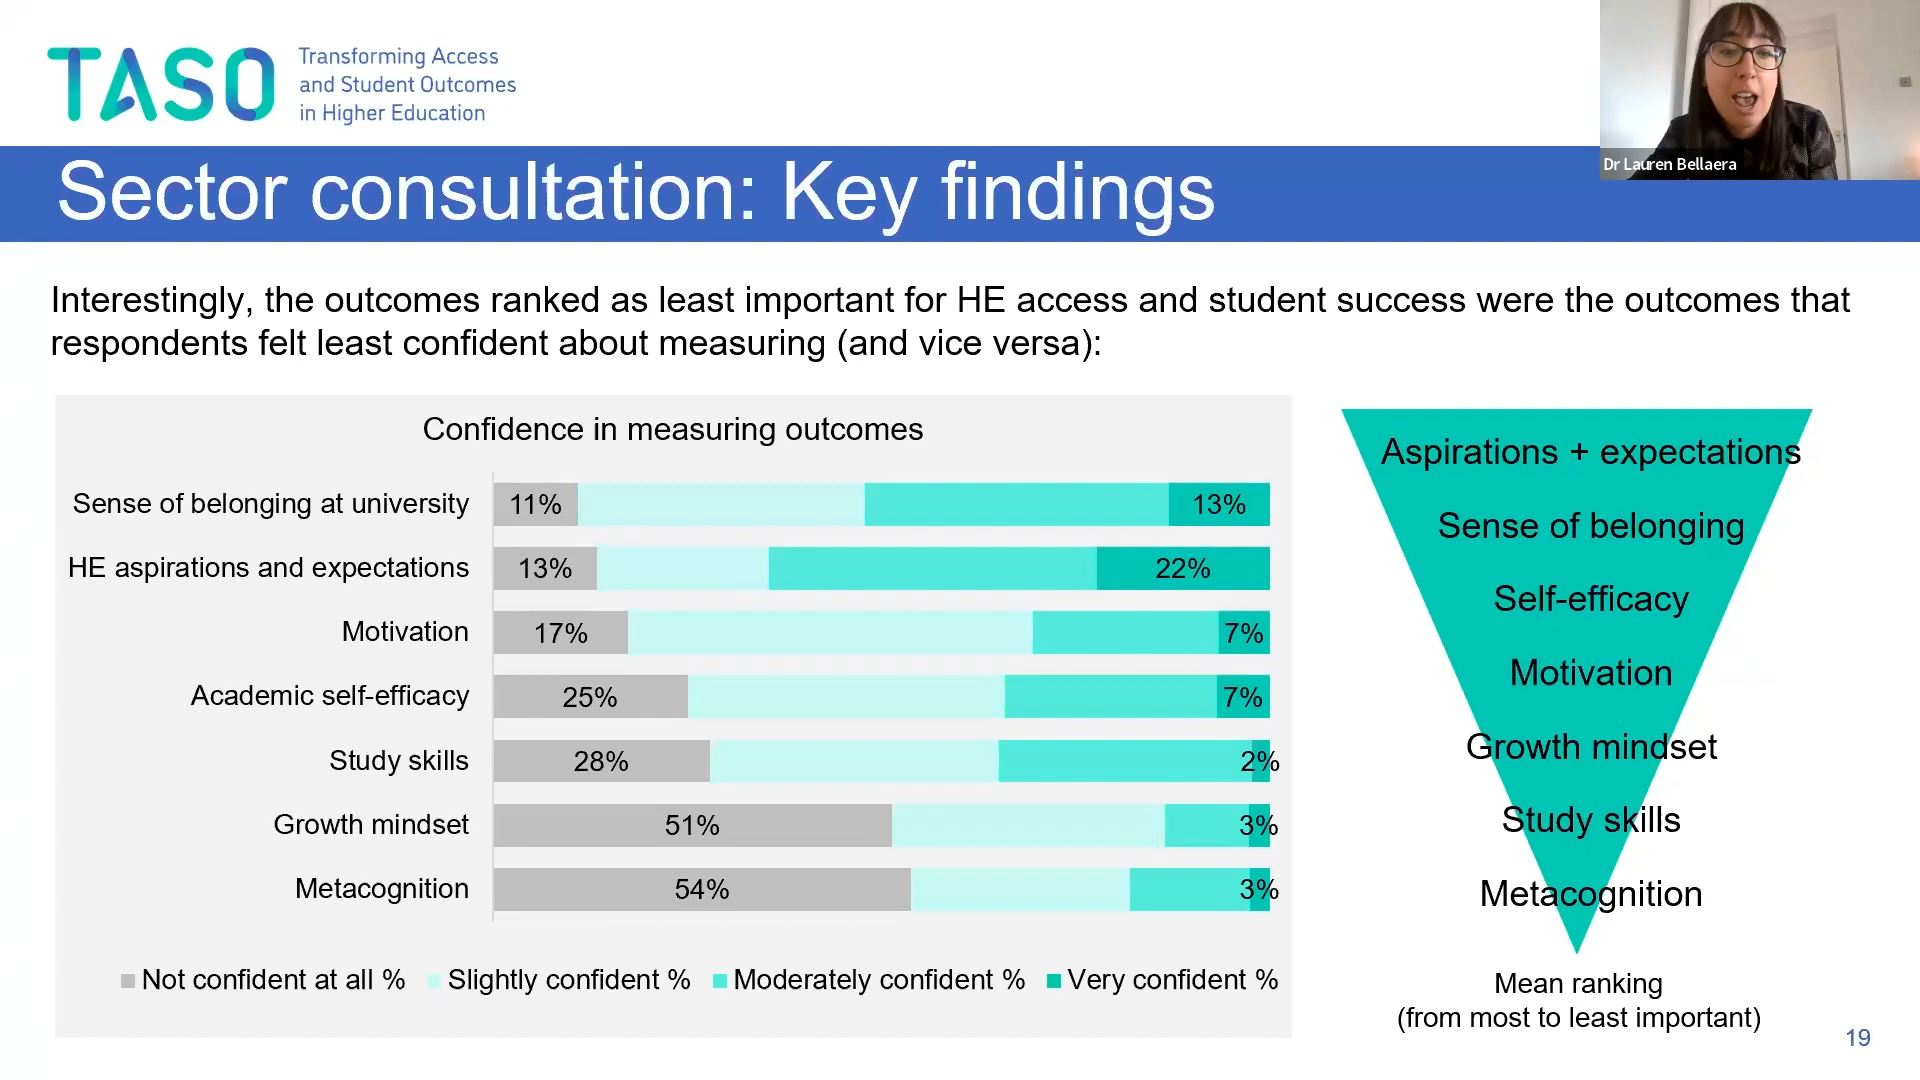 TASO
Transforming Access
and Student Outcomes
in Higher Education
Dr Lauren Bellaera
Sector consultation: Key findings
Interestingly, the outcomes ranked as least important for HE access and student success were the outcomes that
respondents felt least confident about measuring (and vice versa):
Confidence in measuring outcomes
Sense of belonging at university 11% 13%
HE aspirations and expectations 13% 22%
Motivation 17% 7%
Academic self-efficacy 25% 7%
Study skills 28% 2%
Growth mindset 51% 3%
Metacognition 54% 3%
Not confident at all % Slightly confident % Moderately confident % Very confident %
Aspirations + expectations
Sense of belonging
Self-efficacy
Motivation
Growth mindset
Study skills
Metacognition
Mean ranking
(from most to least important)
19